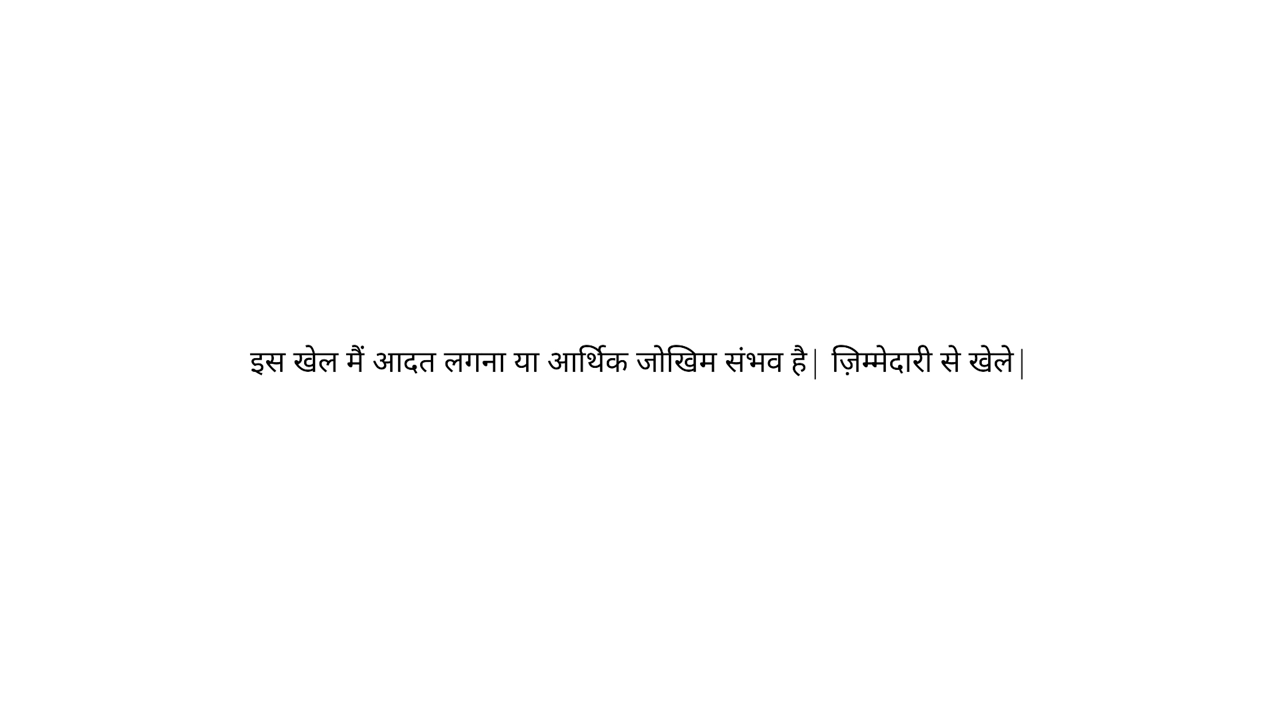 इस खेल मैं आदत लगना या आर्थिक जोखिम संभव है| ज़िम्मेदारी से खेले|